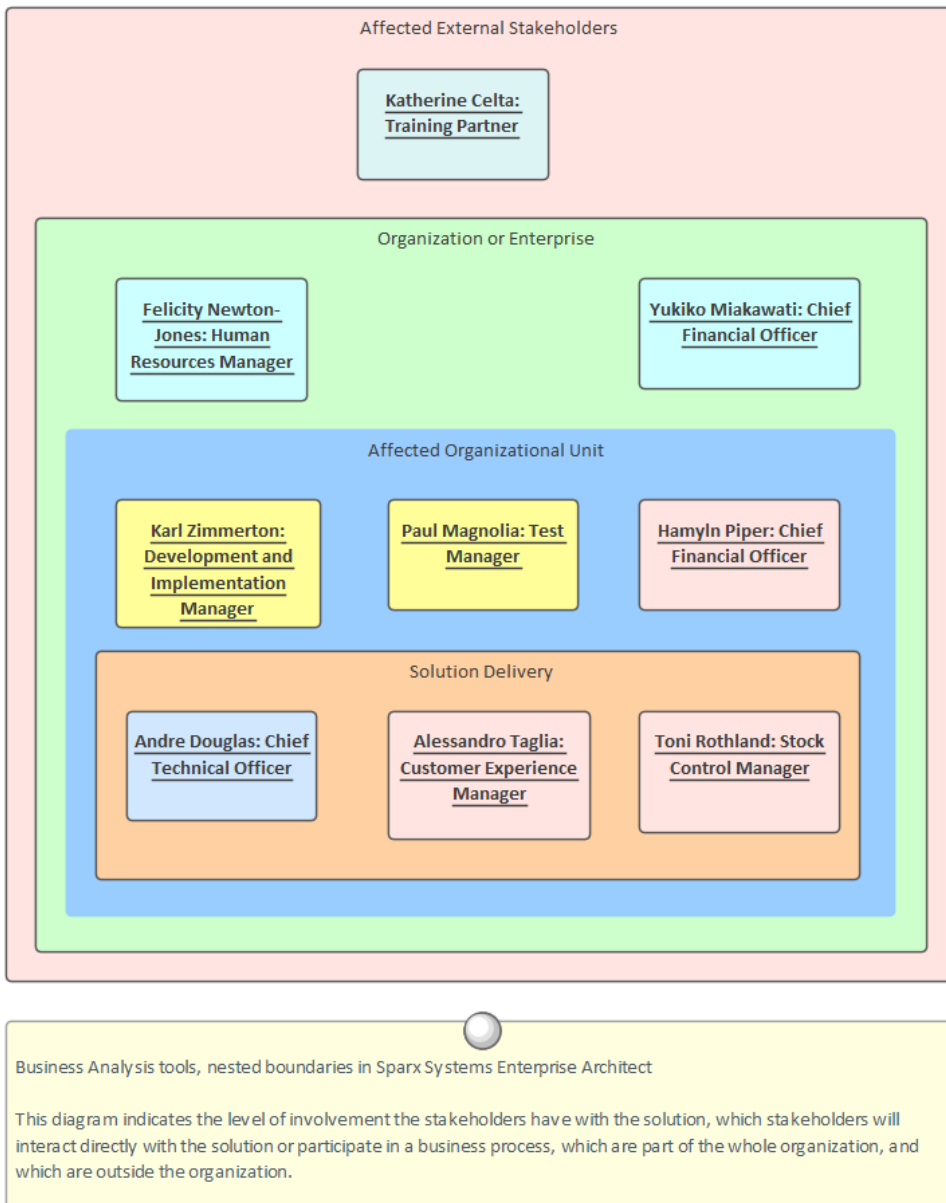 Affected External Stakeholders
Katherine Celta:
Training Partner
Organization or Enterprise
Felicity Newton-
Jones: Human
Resources Manager
Yukiko Miakawati: Chief
Financial Officer
Affected Organizational Unit
Karl Zimmerton:
Development and
Implementation
Manager
Paul Magnolia: Test
Manager
Hamyln Piper: Chief
Financial Officer
Solution Delivery
Andre Douglas: Chief
Technical Officer
Alessandro Taglia:
Customer Experience
Manager
Toni Rothland: Stock
Control Manager
Business Analysis tools, nested boundaries in Sparx Systems Enterprise Architect
This diagram indicates the level of involvement the stakeholders have with the solution, which stakeholders will
interact directly with the solution or participate in a business process, which are part of the whole organization, and
which are outside the organization.